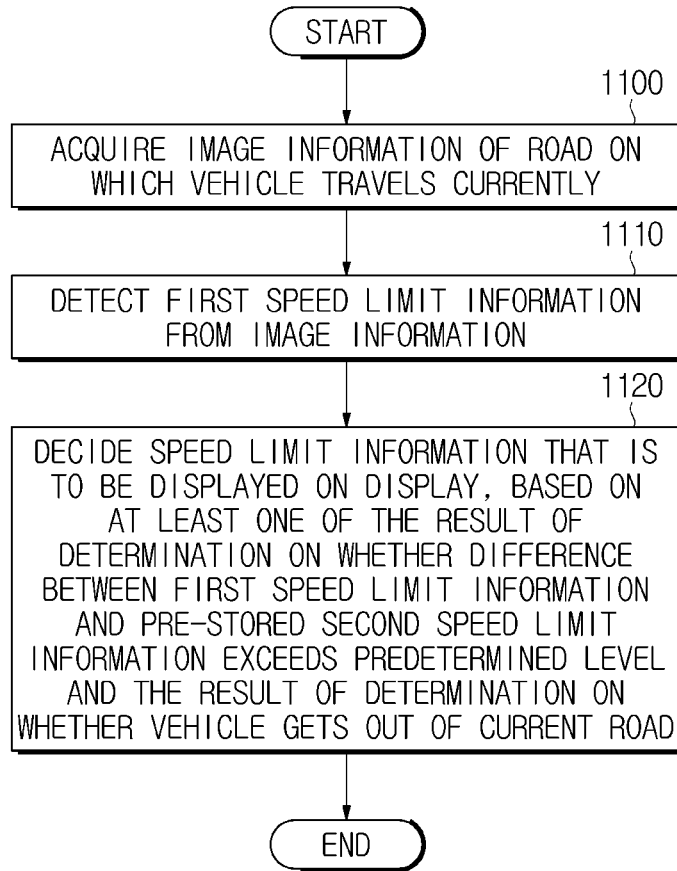 START
1100
ACQUIRE IMAGE INFORMATION OF ROAD ON
WHICH VEHICLE TRAVELS CURRENTLY
1110
DETECT FIRST SPEED LIMIT INFORMATION
FROM IMAGE INFORMATION
1120
DECIDE SPEED LIMIT INFORMATION THAT IS
TO BE DISPLAYED ON DISPLAY, BASED ON
AT LEAST ONE OF THE RESULT OF
DETERMINATION ON WHETHER DIFFERENCE
BETWEEN FIRST SPEED LIMIT INFORMATION
AND PRE-STORED SECOND SPEED LIMIT
INFORMATION EXCEEDS PREDETERMINED LEVEL
AND THE RESULT OF DETERMINATION ON
WHETHER VEHICLE GETS OUT OF CURRENT ROAD
END